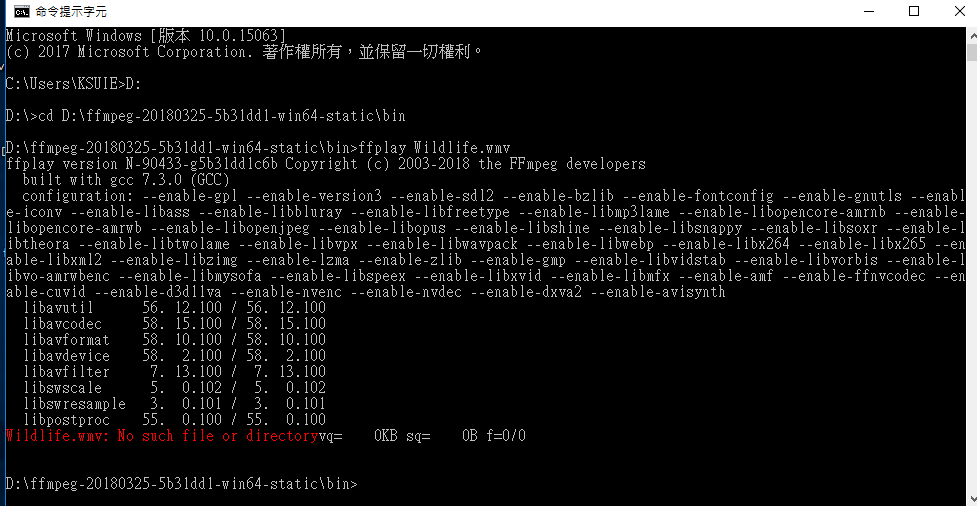 命令提示字元
Microsoft Windows [版本 10.0.15063]
(c) 2017 Microsoft Corporation. 著作權所有，並保留一切權利。
C:\Users\KSUIE>D:
D:\>cd D:\ffmpeg-20180325-5b31dd1-win64-static\bin
D:\ffmpeg-20180325-5b31dd1-win64-static\bin>ffplay Wildlife.wmv
ffplay version N-90433-g5b31dd1c6b Copyright (c) 2003-2018 the FFmpeg developers
built with gcc 7.3.0 (GCC)
configuration: --enable-gpl --enable-version3 --enable-sdl2 --enable-bzlib --enable-fontconfig --enable-gnutls --enabl
e-iconv --enable-libass --enable-libbluray --enable-libfreetype --enable-libmp3lame --enable-libopencore-amrnb --enable-
libopencore-amrwb --enable-libopenjpeg --enable-libopus --enable-libshine --enable-libsnappy --enable-libsoxr --enable-l
ibtheora --enable-libtwolame --enable-libvpx --enable-libwavpack --enable-libwebp --enable-libx264 --enable-libx265 --en
able-libxml2 --enable-libzimg --enable-lzma --enable-zlib --enable-gmp --enable-libvidstab --enable-libvorbis --enable-l
ibvo-amrwbenc --enable-libmysofa --enable-libspeex --enable-libxvid --enable-libmfx --enable-amf --enable-ffnvcodec --en
able-cuvid --enable-d3d11va --enable-nvenc --enable-nvdec --enable-dxva2 --enable-avisynth
libavutil 56. 12.100 / 56. 12.100
libavcodec 58. 15.100 / 58. 15.100
libavformat 58. 10.100 / 58. 10.100
libavdevice 58. 2.100 / 58. 2.100
libavfilter 7. 13.100 / 7. 13.100
libswscale 5. 0.102 / 5. 0.102
libswresample 3. 0.101 / 3. 0.101
libpostproc 55. 0.100 / 55. 0.100
Wildlife.wmv: No such file or directoryvq= 0KB sq= 0B f=0/0
D:\ffmpeg-20180325-5b31dd1-win64-static\bin>